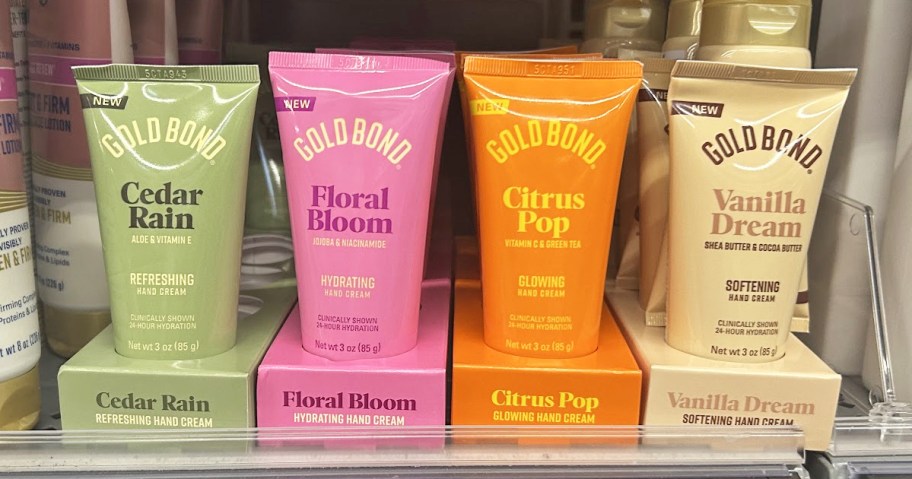 NEW
GOLD BOND®
Cedar
Rain
ALOE & VITAMIN E
REFRESHING
HAND CREAM
CLINICALLY SHOWN
24-HOUR HYDRATION
Net wt 3 oz (85 g)
Cedar Rain
REFRESHING HAND CREAM
NEW
GOLD BOND®
Floral
Bloom
JOJOBA & NIACINAMIDE
HYDRATING
HAND CREAM
CLINICALLY SHOWN
24-HOUR HYDRATION
Net wt 3 oz (85 g)
Floral Bloom
HYDRATING HAND CREAM
NEW
GOLD BOND®
Citrus
Pop
VITAMIN C & GREEN TEA
GLOWING
HAND CREAM
CLINICALLY SHOWN
24-HOUR HYDRATION
Net wt 3 oz (85 g)
Citrus Pop
GLOWING HAND CREAM
NEW
GOLD BOND®
Vanilla
Dream
SHEA BUTTER & COCOA BUTTER
SOFTENING
HAND CREAM
CLINICALLY SHOWN
24-HOUR HYDRATION
Net wt 3 oz (85 g)
Vanilla Dream
SOFTENING HAND CREAM